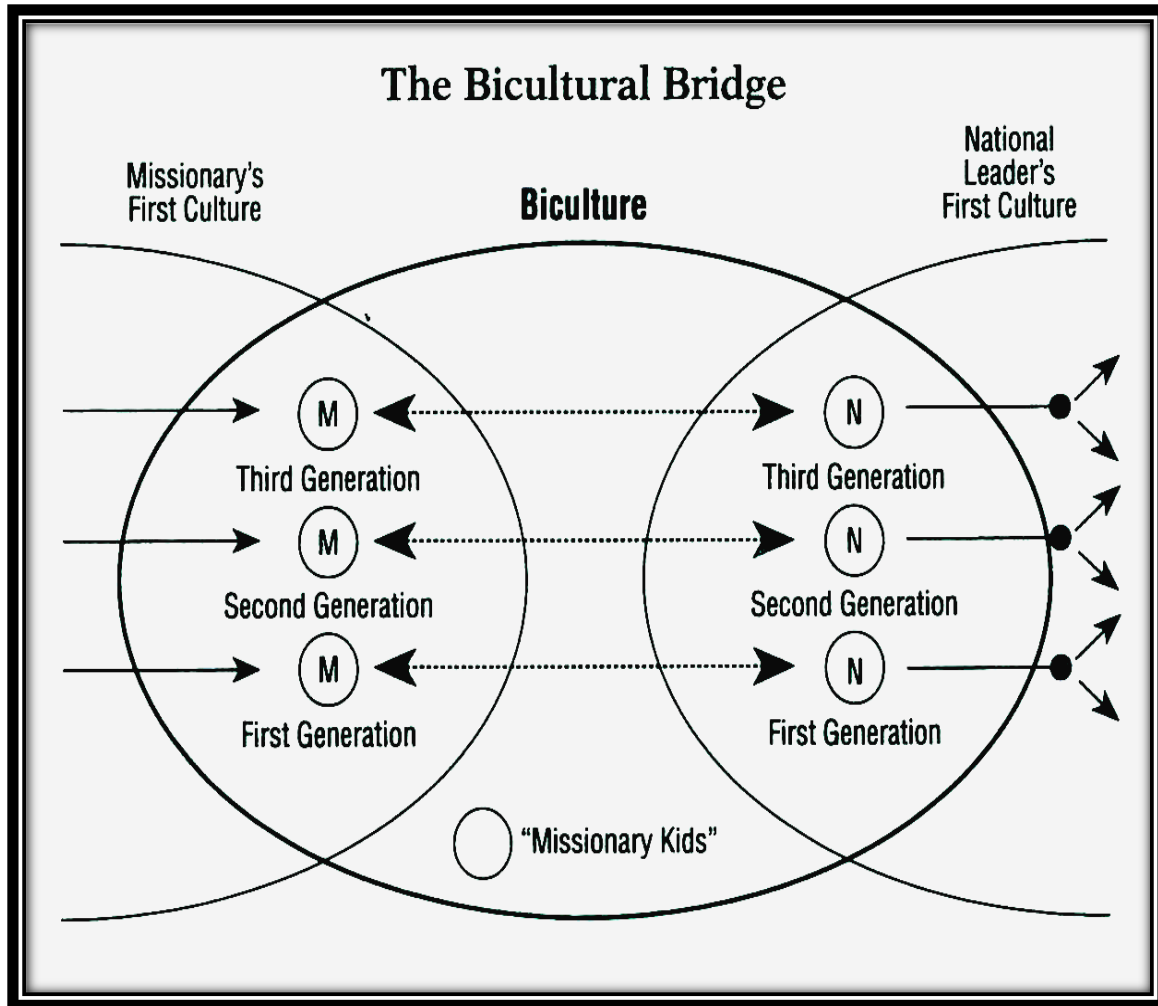 The Bicultural Bridge
Missionary's
First Culture
Biculture
National
Leader's
First Culture
M
N
Third Generation
Third Generation
M
N
Second Generation
Second Generation
M
N
First Generation
First Generation
"Missionary Kids"